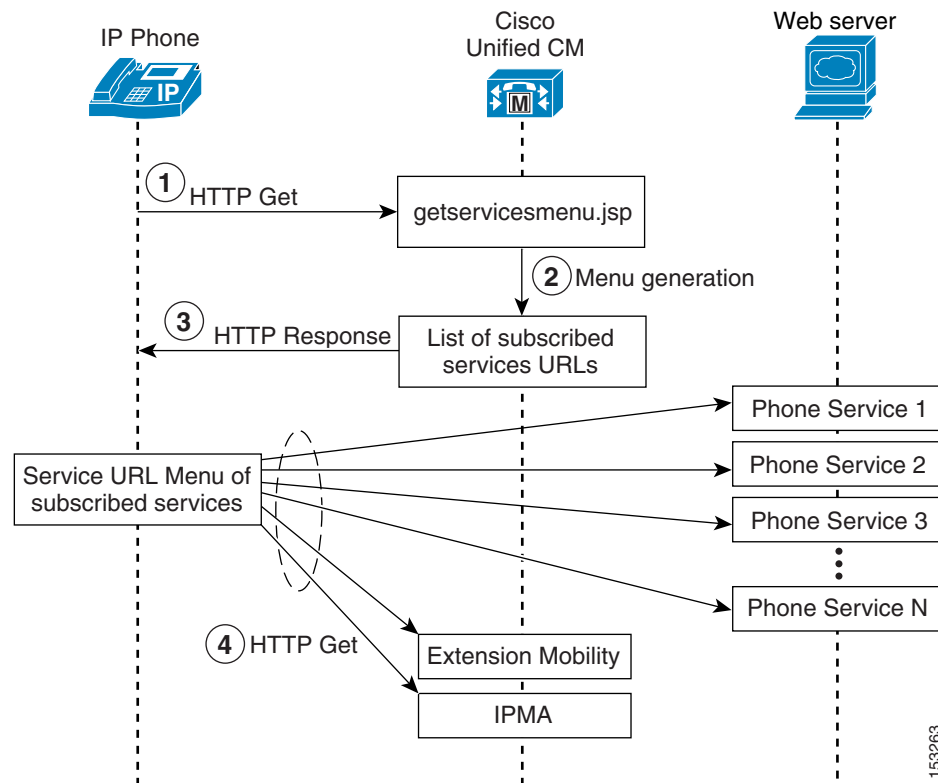 IP Phone
Cisco
Unified CM
Web server
IP
M
1
HTTP Get
getservicesmenu.jsp
2
Menu generation
3
HTTP Response
List of subscribed
services URLs
Service URL Menu of
subscribed services
Phone Service 1
Phone Service 2
Phone Service 3
Phone Service N
4
HTTP Get
Extension Mobility
IPMA
153263